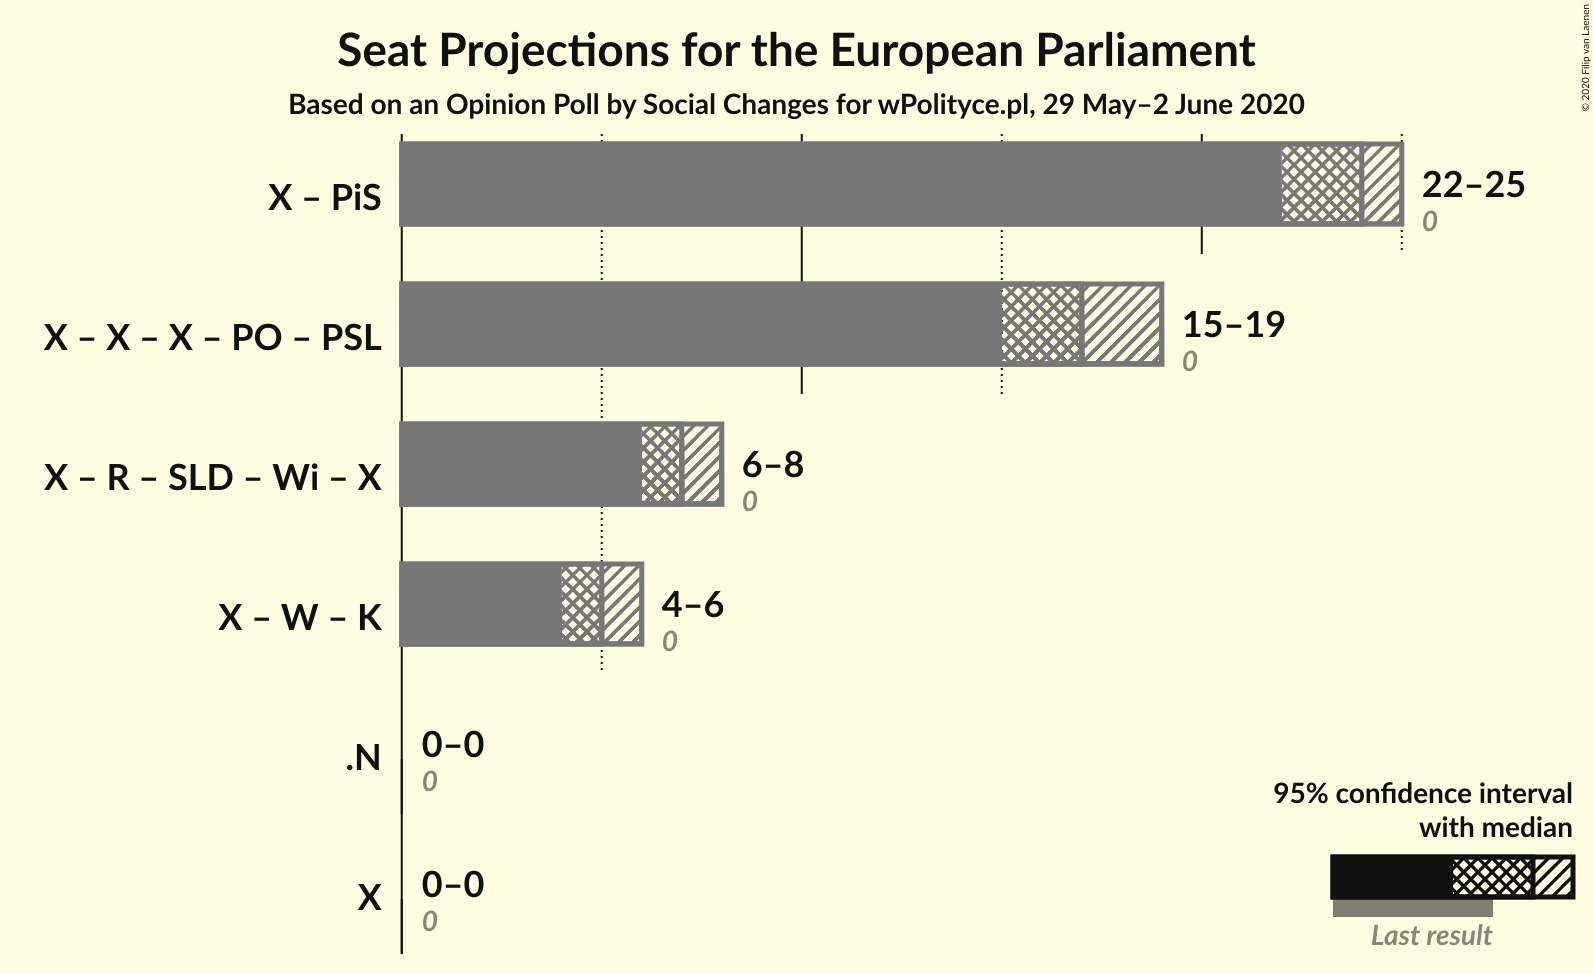 Seat Projections for the European Parliament
Based on an Opinion Poll by Social Changes for wPolityce.pl, 29 May–2 June 2020
© 2020 Filip van Laenen
X – PiS
22–25
0
X – X – X – PO – PSL
15–19
0
X – R – SLD – Wi – X
6–8
0
X – W – K
4–6
0
.N
0–0
0
X
0–0
0
95% confidence interval
with median
Last result